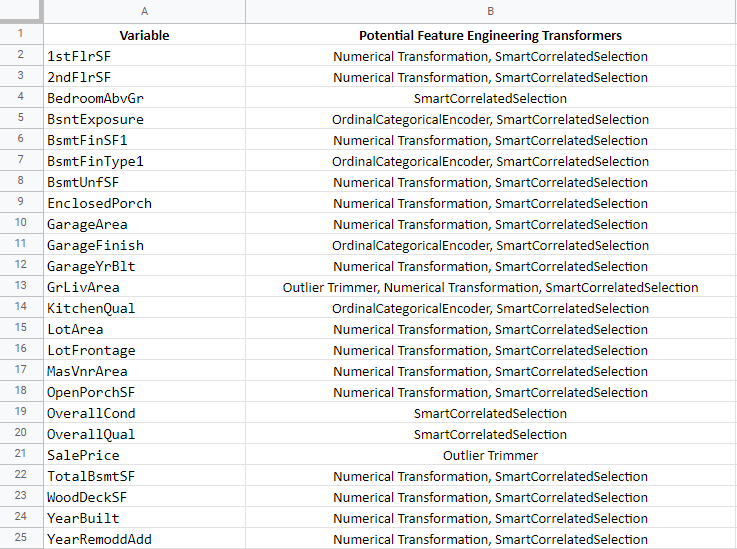 A B
1 Variable Potential Feature Engineering Transformers
2 1stFlrSF Numerical Transformation, SmartCorrelatedSelection
3 2ndFlrSF Numerical Transformation, SmartCorrelatedSelection
4 BedroomAbvGr SmartCorrelatedSelection
5 BsntExposure OrdinalCategoricalEncoder, SmartCorrelatedSelection
6 BsmtFinSF1 Numerical Transformation, SmartCorrelatedSelection
7 BsmtFinType1 OrdinalCategoricalEncoder, SmartCorrelatedSelection
8 BsmtUnfSF Numerical Transformation, SmartCorrelatedSelection
9 EnclosedPorch Numerical Transformation, SmartCorrelatedSelection
10 GarageArea Numerical Transformation, SmartCorrelatedSelection
11 GarageFinish OrdinalCategoricalEncoder, SmartCorrelatedSelection
12 GarageYrBlt Numerical Transformation, SmartCorrelatedSelection
13 GrLivArea Outlier Trimmer, Numerical Transformation, SmartCorrelatedSelection
14 KitchenQual OrdinalCategoricalEncoder, SmartCorrelatedSelection
15 LotArea Numerical Transformation, SmartCorrelatedSelection
16 LotFrontage Numerical Transformation, SmartCorrelatedSelection
17 MasVnrArea Numerical Transformation, SmartCorrelatedSelection
18 OpenPorchSF Numerical Transformation, SmartCorrelatedSelection
19 OverallCond SmartCorrelatedSelection
20 OverallQual SmartCorrelatedSelection
21 SalePrice Outlier Trimmer
22 TotalBsmtSF Numerical Transformation, SmartCorrelatedSelection
23 WoodDeckSF Numerical Transformation, SmartCorrelatedSelection
24 YearBuilt Numerical Transformation, SmartCorrelatedSelection
25 YearRemoddAdd Numerical Transformation, SmartCorrelatedSelection